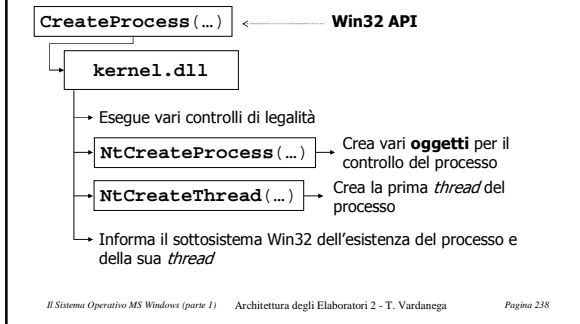 CreateProcess(…) Win32 API
kernel.dll
Esegue vari controlli di legalità
NtCreateProcess(…) Crea vari oggetti per il
controllo del processo
NtCreateThread(…) Crea la prima thread del
processo
Informa il sottosistema Win32 dell'esistenza del processo e
della sua thread
Il Sistema Operativo MS Windows (parte 1) Architettura degli Elaboratori 2 - T. Vardanega Pagina 238